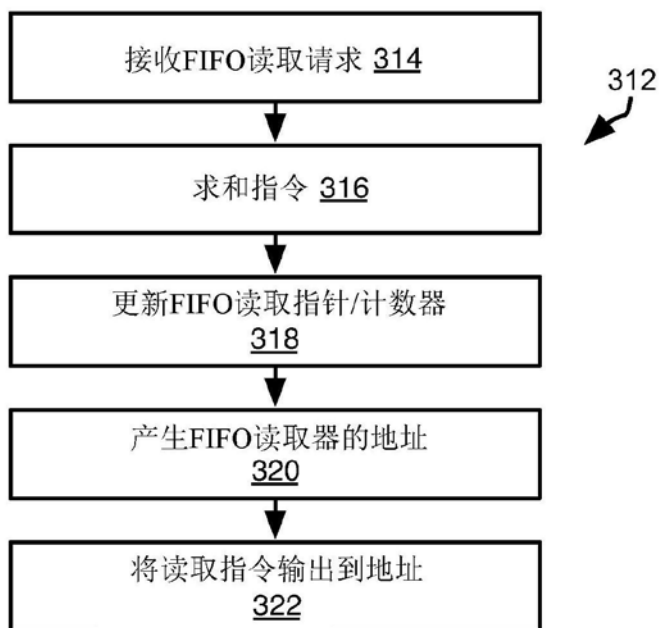 接收FIFO读取请求 314
312
求和指令 316
更新FIFO读取指针/计数器
318
产生FIFO读取器的地址
320
将读取指令输出到地址
322